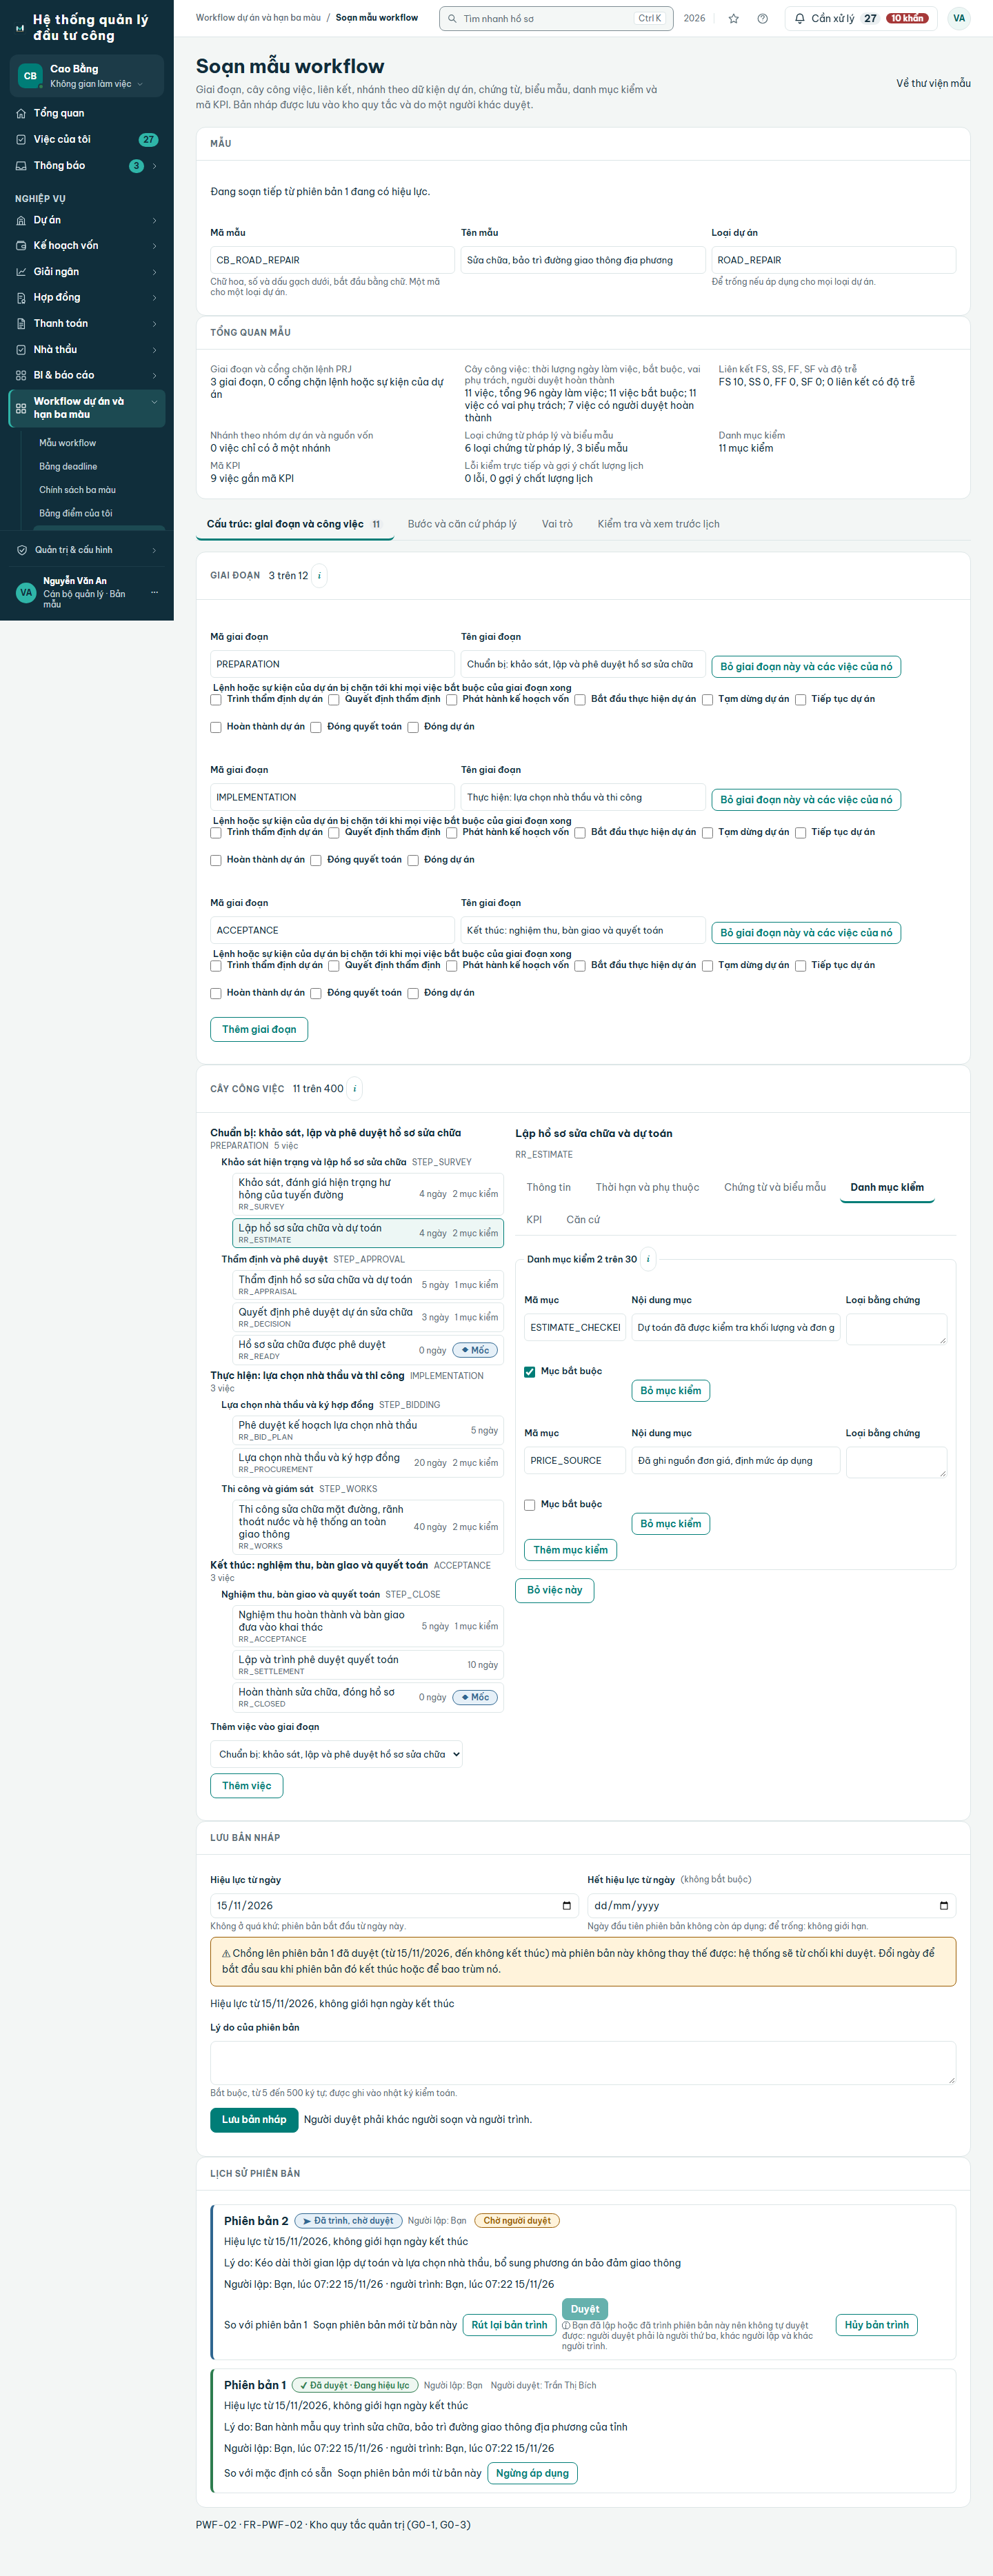 Hệ thống quản lý
đầu tư công
CB
Cao Bằng
Không gian làm việc
Tổng quan
Việc của tôi 27
Thông báo 3
NGHIỆP VỤ
Dự án
Kế hoạch vốn
Giải ngân
Hợp đồng
Thanh toán
Nhà thầu
BI & báo cáo
Workflow dự án và
hạn ba màu
Mẫu workflow
Bảng deadline
Chính sách ba màu
Bảng điểm của tôi
Quản trị & cấu hình
VA
Nguyễn Văn An
Cán bộ quản lý · Bản
mẫu
Workflow dự án và hạn ba màu / Soạn mẫu workflow
Tìm nhanh hồ sơ Ctrl K
2026
Cần xử lý 27 10 khẩn
VA
Soạn mẫu workflow
Giai đoạn, cây công việc, liên kết, nhánh theo dữ kiện dự án, chứng từ, biểu mẫu, danh mục kiểm và
mã KPI. Bản nháp được lưu vào kho quy tắc và do một người khác duyệt.
Về thư viện mẫu
MẪU
Đang soạn tiếp từ phiên bản 1 đang có hiệu lực.
Mã mẫu Tên mẫu Loại dự án
CB_ROAD_REPAIR Sửa chữa, bảo trì đường giao thông địa phương ROAD_REPAIR
Chữ hoa, số và dấu gạch dưới, bắt đầu bằng chữ. Một mã
cho một loại dự án.
Để trống nếu áp dụng cho mọi loại dự án.
TỔNG QUAN MẪU
Giai đoạn và cổng chặn lệnh PRJ
3 giai đoạn, 0 cổng chặn lệnh hoặc sự kiện của dự
án
Cây công việc: thời lượng ngày làm việc, bắt buộc, vai
phụ trách, người duyệt hoàn thành
11 việc, tổng 96 ngày làm việc; 11 việc bắt buộc; 11
việc có vai phụ trách; 7 việc có người duyệt hoàn
thành
Liên kết FS, SS, FF, SF và độ trễ
FS 10, SS 0, FF 0, SF 0; 0 liên kết có độ trễ
Nhánh theo nhóm dự án và nguồn vốn
0 việc chỉ có ở một nhánh
Loại chứng từ pháp lý và biểu mẫu
6 loại chứng từ pháp lý, 3 biểu mẫu
Danh mục kiểm
11 mục kiểm
Mã KPI
9 việc gắn mã KPI
Lỗi kiểm trực tiếp và gợi ý chất lượng lịch
0 lỗi, 0 gợi ý chất lượng lịch
Cấu trúc: giai đoạn và công việc 11
Bước và căn cứ pháp lý
Vai trò
Kiểm tra và xem trước lịch
GIAI ĐOẠN 3 trên 12 i
Mã giai đoạn Tên giai đoạn
PREPARATION Chuẩn bị: khảo sát, lập và phê duyệt hồ sơ sửa chữa Bỏ giai đoạn này và các việc của nó
Lệnh hoặc sự kiện của dự án bị chặn tới khi mọi việc bắt buộc của giai đoạn xong
Trình thẩm định dự án Quyết định thẩm định Phát hành kế hoạch vốn Bắt đầu thực hiện dự án Tạm dừng dự án Tiếp tục dự án
Hoàn thành dự án Đóng quyết toán Đóng dự án
Mã giai đoạn Tên giai đoạn
IMPLEMENTATION Thực hiện: lựa chọn nhà thầu và thi công Bỏ giai đoạn này và các việc của nó
Lệnh hoặc sự kiện của dự án bị chặn tới khi mọi việc bắt buộc của giai đoạn xong
Trình thẩm định dự án Quyết định thẩm định Phát hành kế hoạch vốn Bắt đầu thực hiện dự án Tạm dừng dự án Tiếp tục dự án
Hoàn thành dự án Đóng quyết toán Đóng dự án
Mã giai đoạn Tên giai đoạn
ACCEPTANCE Kết thúc: nghiệm thu, bàn giao và quyết toán Bỏ giai đoạn này và các việc của nó
Lệnh hoặc sự kiện của dự án bị chặn tới khi mọi việc bắt buộc của giai đoạn xong
Trình thẩm định dự án Quyết định thẩm định Phát hành kế hoạch vốn Bắt đầu thực hiện dự án Tạm dừng dự án Tiếp tục dự án
Hoàn thành dự án Đóng quyết toán Đóng dự án
Thêm giai đoạn
CÂY CÔNG VIỆC 11 trên 400 i
Chuẩn bị: khảo sát, lập và phê duyệt hồ sơ sửa chữa
PREPARATION 5 việc
Khảo sát hiện trạng và lập hồ sơ sửa chữa STEP_SURVEY
Khảo sát, đánh giá hiện trạng hư
hỏng của tuyến đường
RR_SURVEY
4 ngày 2 mục kiểm
Lập hồ sơ sửa chữa và dự toán
RR_ESTIMATE
4 ngày 2 mục kiểm
Thẩm định và phê duyệt STEP_APPROVAL
Thẩm định hồ sơ sửa chữa và dự toán
RR_APPRAISAL
5 ngày 1 mục kiểm
Quyết định phê duyệt dự án sửa chữa
RR_DECISION
3 ngày 1 mục kiểm
Hồ sơ sửa chữa được phê duyệt
RR_READY
0 ngày Mốc
Thực hiện: lựa chọn nhà thầu và thi công IMPLEMENTATION
3 việc
Lựa chọn nhà thầu và ký hợp đồng STEP_BIDDING
Phê duyệt kế hoạch lựa chọn nhà thầu
RR_BID_PLAN
5 ngày
Lựa chọn nhà thầu và ký hợp đồng
RR_PROCUREMENT
20 ngày 2 mục kiểm
Thi công và giám sát STEP_WORKS
Thi công sửa chữa mặt đường, rãnh
thoát nước và hệ thống an toàn
giao thông
RR_WORKS
40 ngày 2 mục kiểm
Kết thúc: nghiệm thu, bàn giao và quyết toán ACCEPTANCE
3 việc
Nghiệm thu, bàn giao và quyết toán STEP_CLOSE
Nghiệm thu hoàn thành và bàn giao
đưa vào khai thác
RR_ACCEPTANCE
5 ngày 1 mục kiểm
Lập và trình phê duyệt quyết toán
RR_SETTLEMENT
10 ngày
Hoàn thành sửa chữa, đóng hồ sơ
RR_CLOSED
0 ngày Mốc
Thêm việc vào giai đoạn
Chuẩn bị: khảo sát, lập và phê duyệt hồ sơ sửa chữa
Thêm việc
Lập hồ sơ sửa chữa và dự toán
RR_ESTIMATE
Thông tin Thời hạn và phụ thuộc Chứng từ và biểu mẫu Danh mục kiểm
KPI Căn cứ
Danh mục kiểm 2 trên 30 i
Mã mục Nội dung mục Loại bằng chứng
ESTIMATE_CHECKEI Dự toán đã được kiểm tra khối lượng và đơn g
Mục bắt buộc
Bỏ mục kiểm
Mã mục Nội dung mục Loại bằng chứng
PRICE_SOURCE Đã ghi nguồn đơn giá, định mức áp dụng
Mục bắt buộc
Bỏ mục kiểm
Thêm mục kiểm
Bỏ việc này
LƯU BẢN NHÁP
Hiệu lực từ ngày Hết hiệu lực từ ngày (không bắt buộc)
15/11/2026 dd/mm/yyyy
Không ở quá khứ; phiên bản bắt đầu từ ngày này. Ngày đầu tiên phiên bản không còn áp dụng; để trống: không giới hạn.
Chồng lên phiên bản 1 đã duyệt (từ 15/11/2026, đến không kết thúc) mà phiên bản này không thay thế được: hệ thống sẽ từ chối khi duyệt. Đổi ngày để
bắt đầu sau khi phiên bản đó kết thúc hoặc để bao trùm nó.
Hiệu lực từ 15/11/2026, không giới hạn ngày kết thúc
Lý do của phiên bản
Bắt buộc, từ 5 đến 500 ký tự; được ghi vào nhật ký kiểm toán.
Lưu bản nháp Người duyệt phải khác người soạn và người trình.
LỊCH SỬ PHIÊN BẢN
Phiên bản 2 Đã trình, chờ duyệt Người lập: Bạn Chờ người duyệt
Hiệu lực từ 15/11/2026, không giới hạn ngày kết thúc
Lý do: Kéo dài thời gian lập dự toán và lựa chọn nhà thầu, bổ sung phương án bảo đảm giao thông
Người lập: Bạn, lúc 07:22 15/11/26 · người trình: Bạn, lúc 07:22 15/11/26
So với phiên bản 1 Soạn phiên bản mới từ bản này Rút lại bản trình
Duyệt
Bạn đã lập hoặc đã trình phiên bản này nên không tự duyệt
được: người duyệt phải là người thứ ba, khác người lập và khác
người trình.
Hủy bản trình
Phiên bản 1 Đã duyệt · Đang hiệu lực Người lập: Bạn Người duyệt: Trần Thị Bích
Hiệu lực từ 15/11/2026, không giới hạn ngày kết thúc
Lý do: Ban hành mẫu quy trình sửa chữa, bảo trì đường giao thông địa phương của tỉnh
Người lập: Bạn, lúc 07:22 15/11/26 · người trình: Bạn, lúc 07:22 15/11/26
So với mặc định có sẵn Soạn phiên bản mới từ bản này Ngừng áp dụng
PWF-02 · FR-PWF-02 · Kho quy tắc quản trị (G0-1, G0-3)